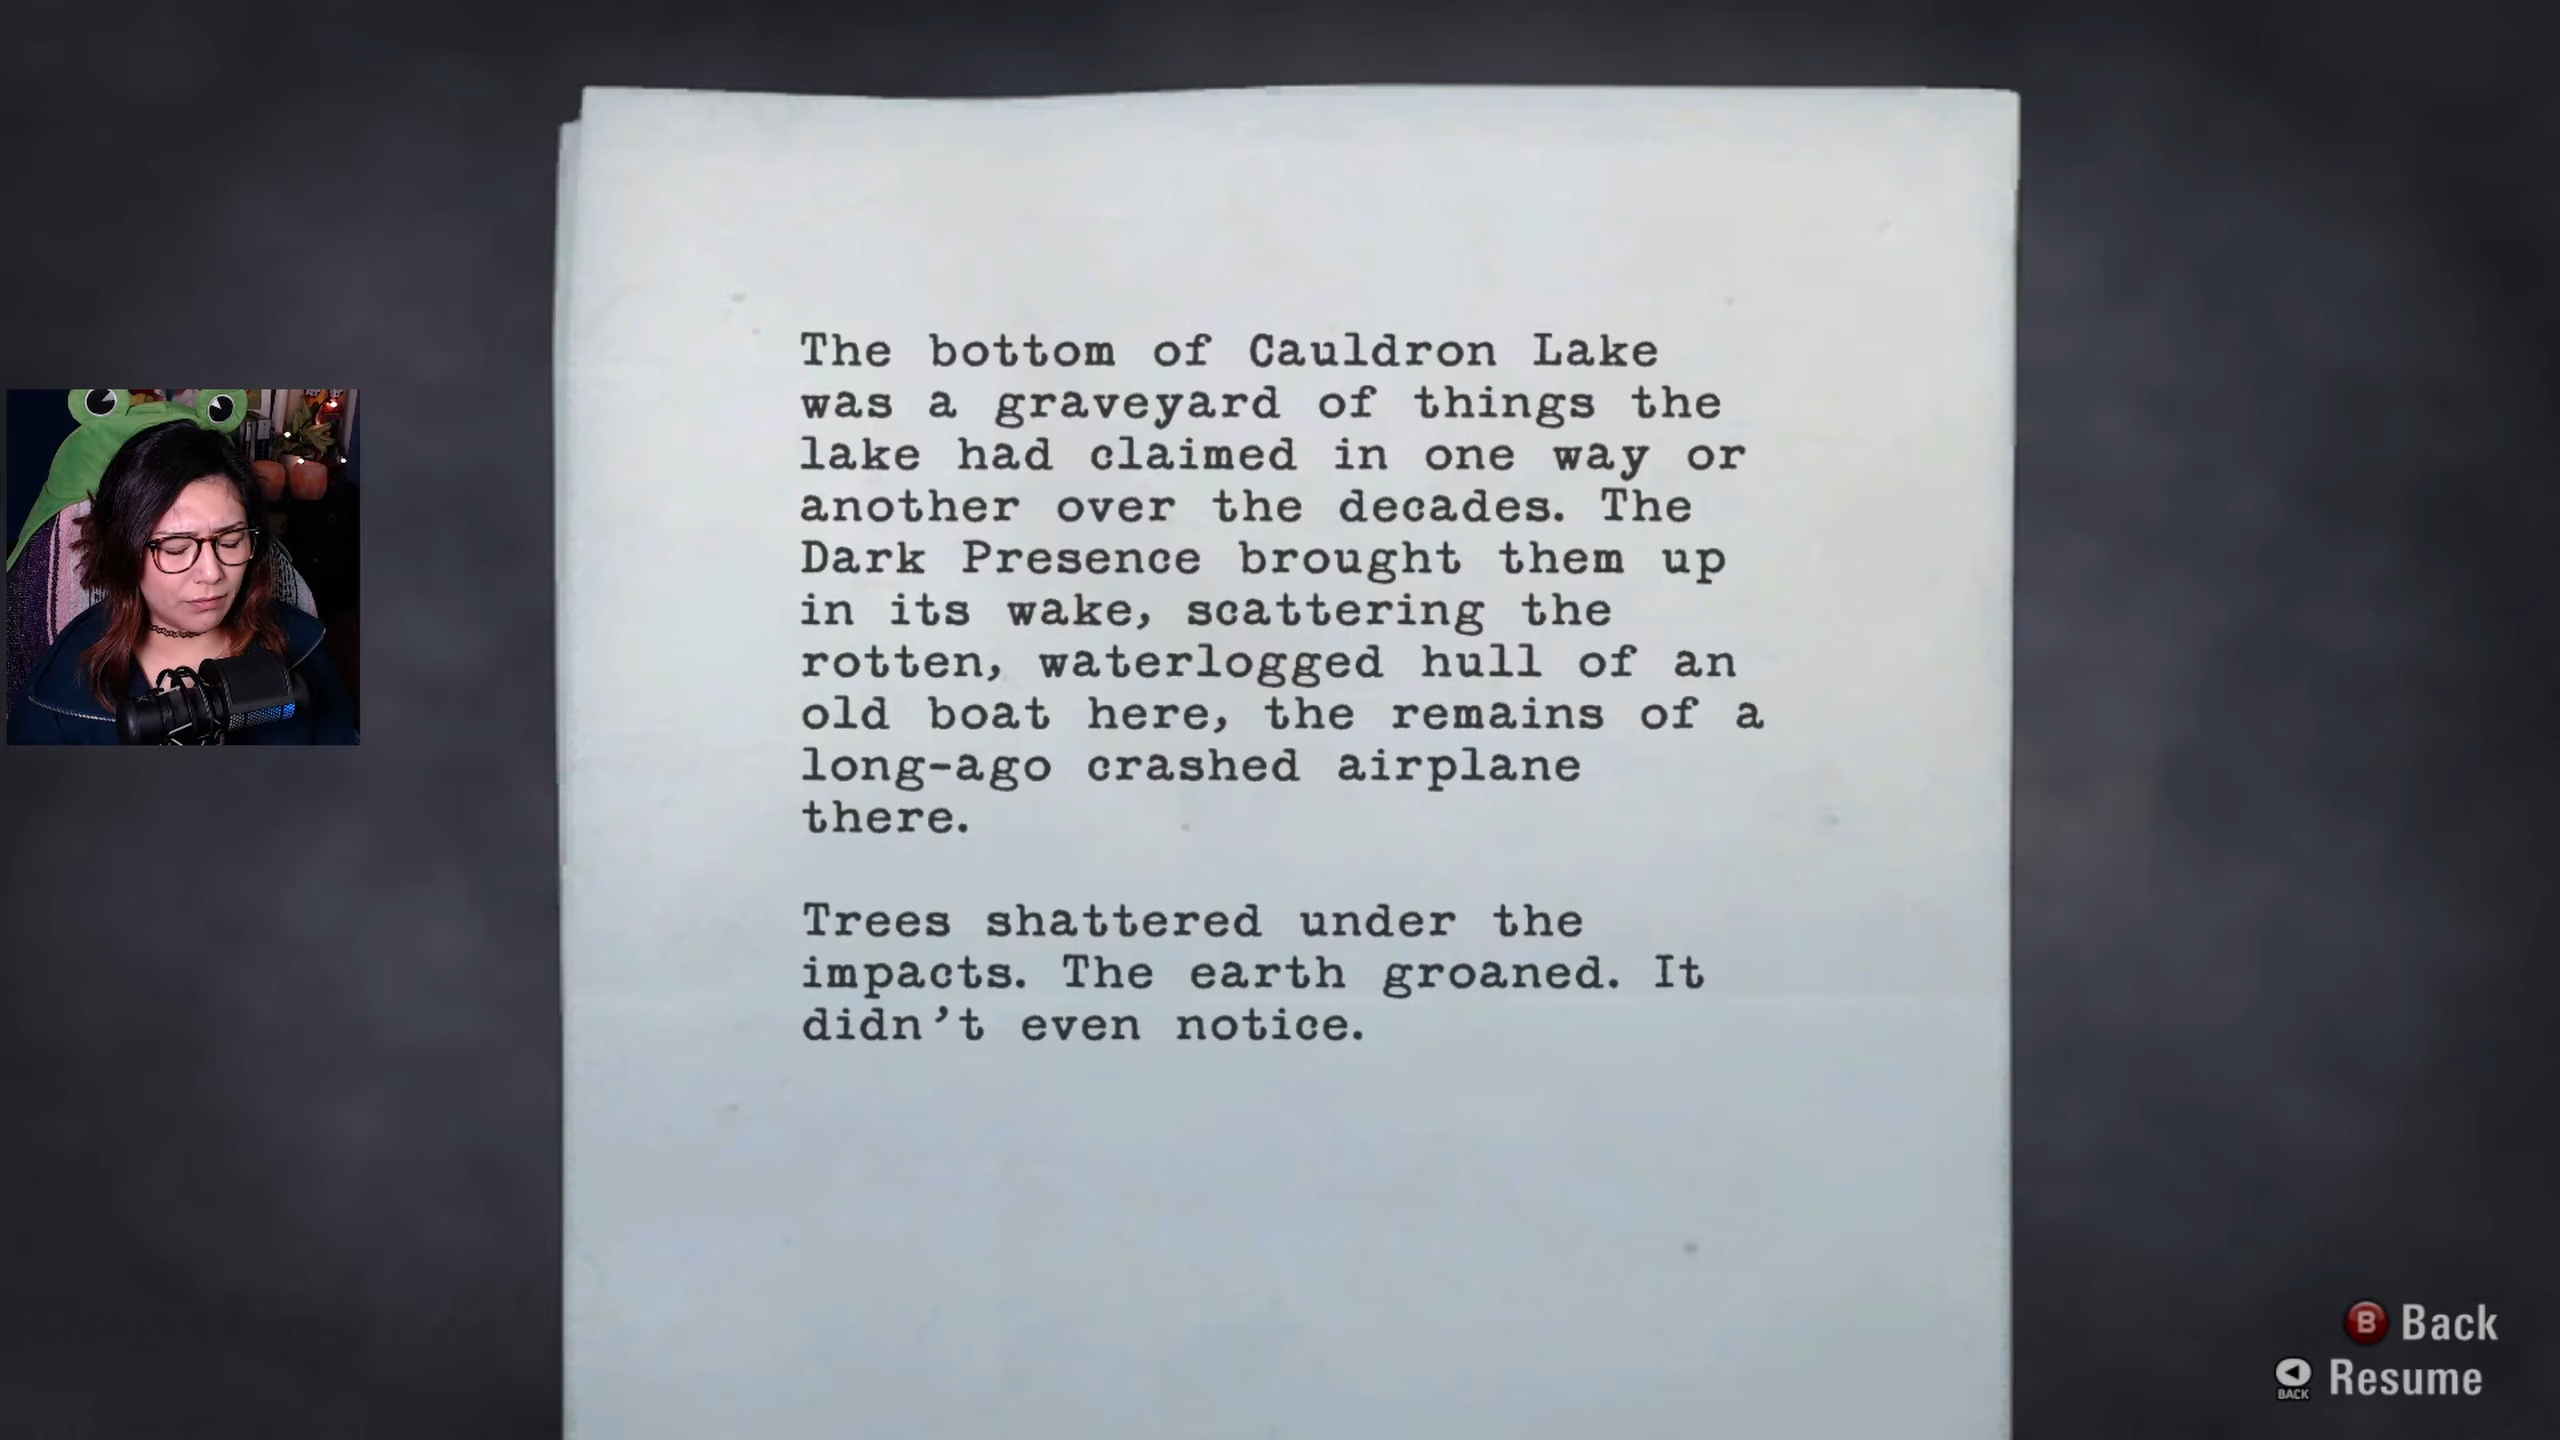 The bottom of Cauldron Lake
was a graveyard of things the
lake had claimed in one way or
another over the decades. The
Dark Presence brought them up
in its wake, scattering the
rotten, waterlogged hull of an
old boat here, the remains of a
long-ago crashed airplane
there.
Trees shattered under the
impacts. The earth groaned. It
didn't even notice.
B Back
BACK Resume